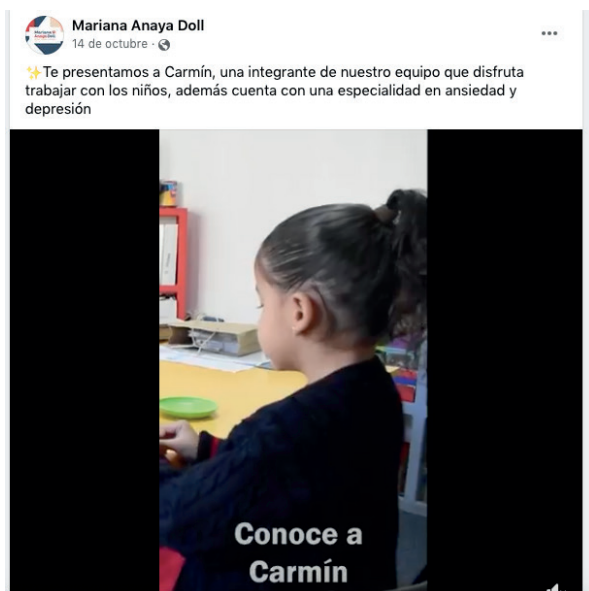 Mariana Anaya Doll
14 de octubre ·
✨Te presentamos a Carmín, una integrante de nuestro equipo que disfruta
trabajar con los niños, además cuenta con una especialidad en ansiedad y
depresión
Conoce a
Carmín